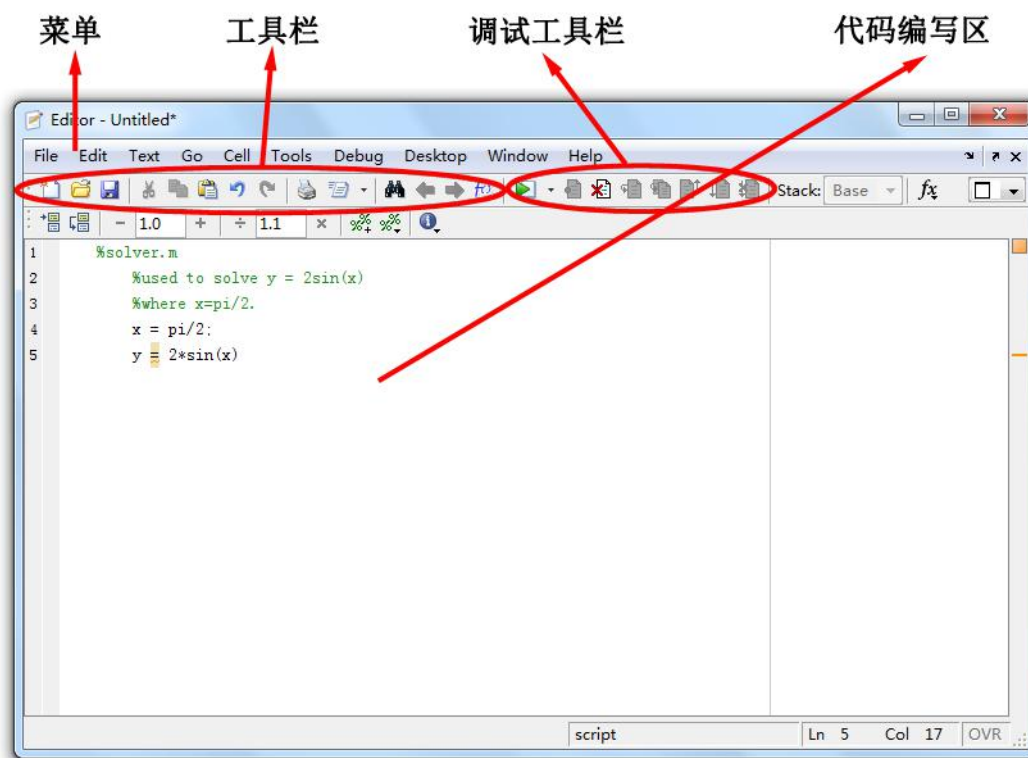 菜单 工具栏 调试工具栏 代码编写区
Editor - Untitled*
File Edit Text Go Cell Tools Debug Desktop Window Help
Stack: Base fx
- 1.0 + ÷ 1.1 ×
1 %solver.m
2 %used to solve y = 2sin(x)
3 %where x=pi/2.
4 x = pi/2;
5 y = 2*sin(x)
script Ln 5 Col 17 OVR